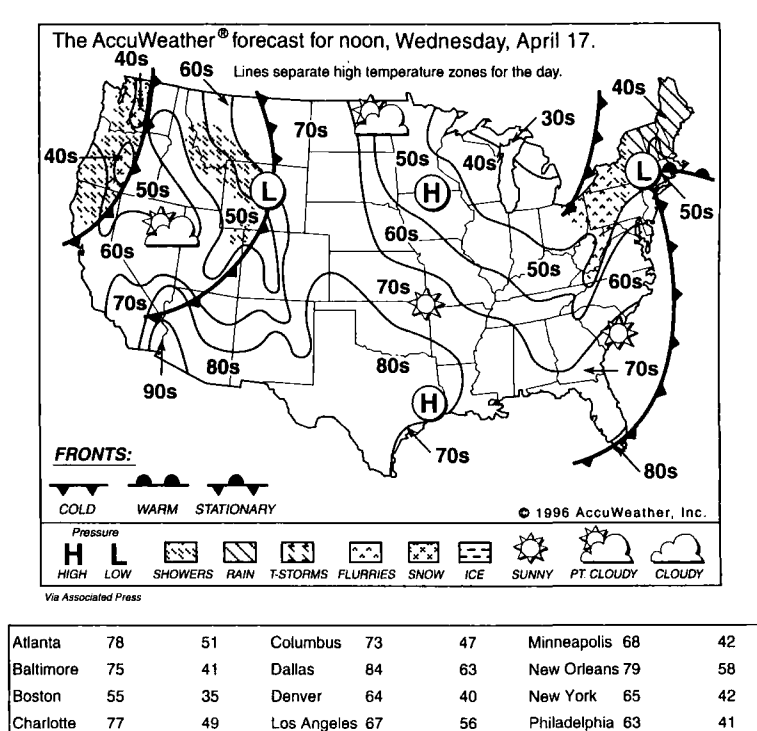 The AccuWeather® forecast for noon, Wednesday, April 17.
Lines separate high temperature zones for the day.
40s
60s
40s
70s
30s
50s
40s
40s
50s
H
L
L
50s
50s
60s
60s
50s
60s
70s
70s
80s
80s
70s
90s
H
70s
80s
FRONTS:
COLD WARM STATIONARY
© 1996 AccuWeather, Inc.
Pressure
H L
HIGH LOW SHOWERS RAIN T-STORMS FLURRIES SNOW ICE SUNNY PT. CLOUDY CLOUDY
Via Associated Press
Atlanta 78 51 Columbus 73 47 Minneapolis 68 42
Baltimore 75 41 Dallas 84 63 New Orleans 79 58
Boston 55 35 Denver 64 40 New York 65 42
Charlotte 77 49 Los Angeles 67 56 Philadelphia 63 41